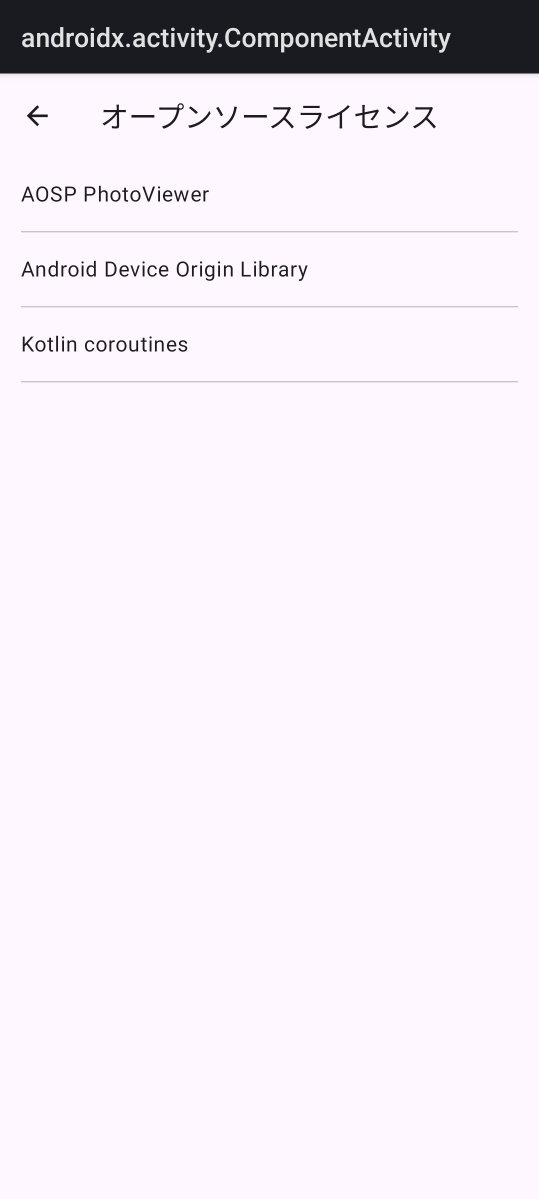 androidx.activity.ComponentActivity
オープンソースライセンス
AOSP PhotoViewer
Android Device Origin Library
Kotlin coroutines